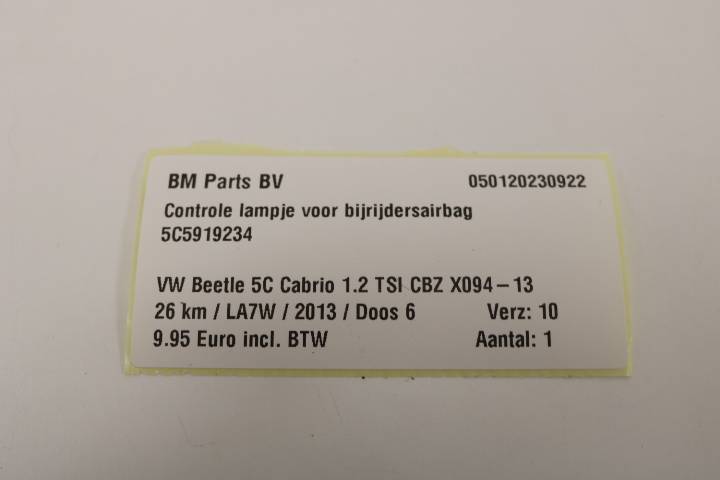 BM Parts BV 050120230922
Controle lampje voor bijrijdersairbag
5C5919234
VW Beetle 5C Cabrio 1.2 TSI CBZ X094-13
26 km / LA7W / 2013 / Doos 6 Verz: 10
9.95 Euro incl. BTW Aantal: 1